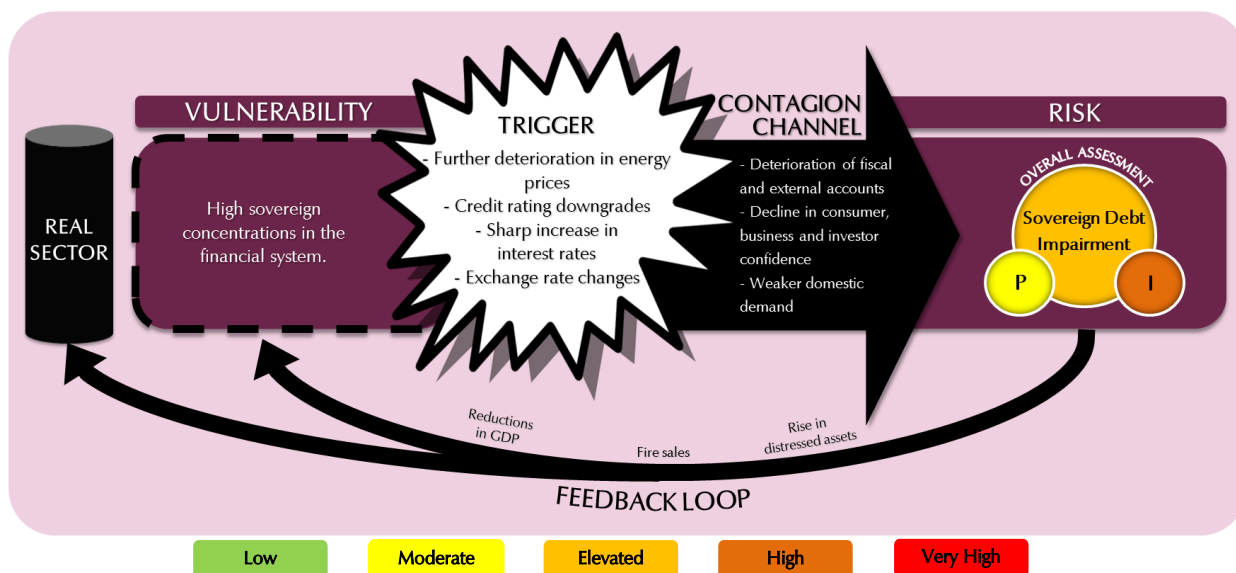 VULNERABILITY
TRIGGER
CONTAGION
CHANNEL
RISK
REAL
SECTOR
High sovereign
concentrations in the
financial system.
- Further deterioration in energy
prices
- Credit rating downgrades
- Sharp increase in
interest rates
- Exchange rate changes
- Deterioration of fiscal
and external accounts
- Decline in consumer,
business and investor
confidence
- Weaker domestic
demand
OVERALL ASSESSMENT
Sovereign Debt
Impairment
P
I
Reductions
in GDP
Fire sales
Rise in
distressed assets
FEEDBACK LOOP
Low
Moderate
Elevated
High
Very High